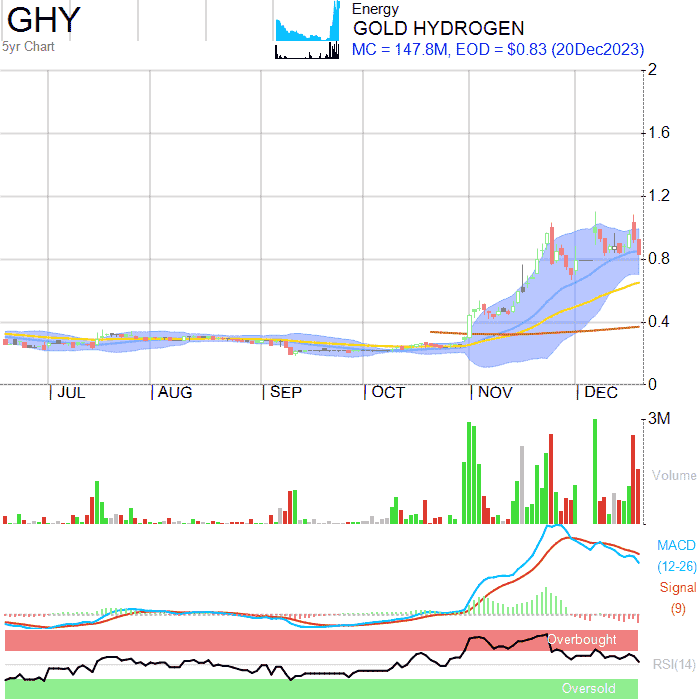 GHY
5yr Chart
Energy
GOLD HYDROGEN
MC = 147.8M, EOD = $0.83 (20Dec2023)
2
1.6
1.2
0.8
0.4
0
JUL AUG SEP OCT NOV DEC
3M
Volume
MACD
(12-26)
Signal
(9)
Overbought
RSI(14)
Oversold